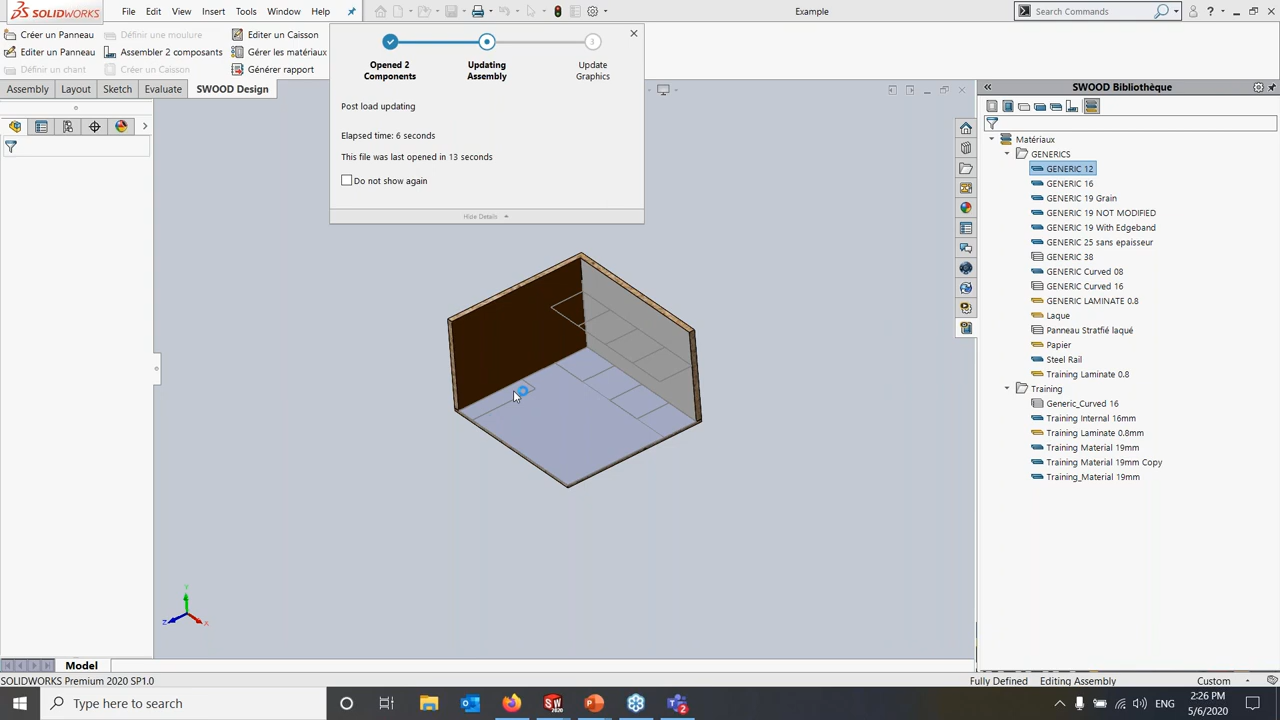 SOLIDWORKS File Edit View Insert Tools Window Help Example Search Commands
Créer un Panneau Définir une moulure Editer un Caisson
Editer un Panneau Assembler 2 composants Gérer les matériaux
Définir un chant Créer un Caisson Générer rapport
Assembly Layout Sketch Evaluate SWOOD Design
3
Opened 2 Components
Updating Assembly
Update Graphics
Post load updating
Elapsed time: 6 seconds
This file was last opened in 13 seconds
Do not show again
Hide Details
SWOOD Bibliothèque
Matériaux
GENERICS
GENERIC 12
GENERIC 16
GENERIC 19 Grain
GENERIC 19 NOT MODIFIED
GENERIC 19 With Edgeband
GENERIC 25 sans epaisseur
GENERIC 38
GENERIC Curved 08
GENERIC Curved 16
GENERIC LAMINATE 0.8
Laque
Panneau Stratfié laqué
Papier
Steel Rail
Training Laminate 0.8
Training
Generic_Curved 16
Training Internal 16mm
Training Laminate 0.8mm
Training Material 19mm
Training Material 19mm Copy
Training_Material 19mm
Y
Z X
Model
SOLIDWORKS Premium 2020 SP1.0 Fully Defined Editing Assembly Custom
Type here to search ENG 2:26 PM
5/6/2020